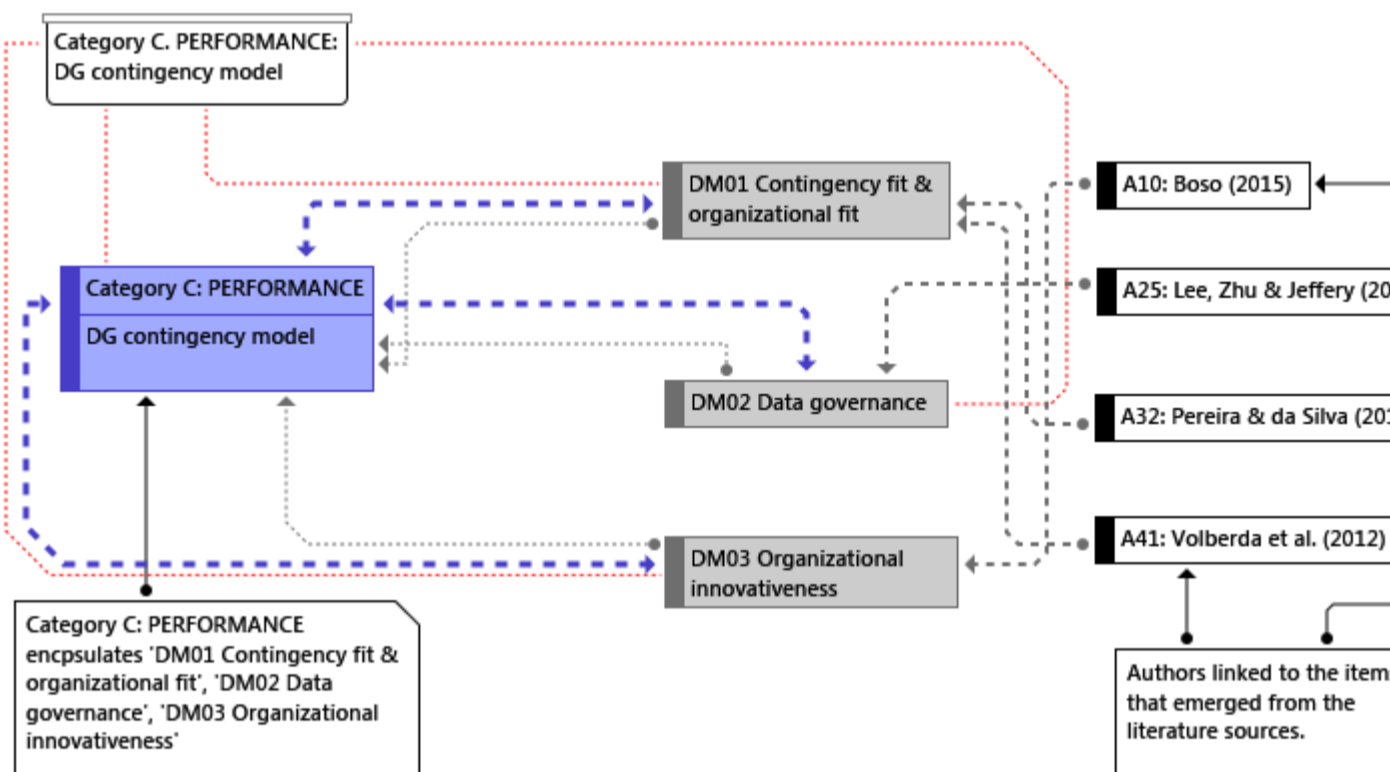 Category C. PERFORMANCE:
DG contingency model
DM01 Contingency fit &
organizational fit
A10: Boso (2015)
Category C: PERFORMANCE
DG contingency model
A25: Lee, Zhu & Jeffery (20
DM02 Data governance
A32: Pereira & da Silva (201
A41: Volberda et al. (2012)
DM03 Organizational
innovativeness
Category C: PERFORMANCE
encpsulates 'DM01 Contingency fit &
organizational fit', 'DM02 Data
governance', 'DM03 Organizational
innovativeness'
Authors linked to the items
that emerged from the
literature sources.